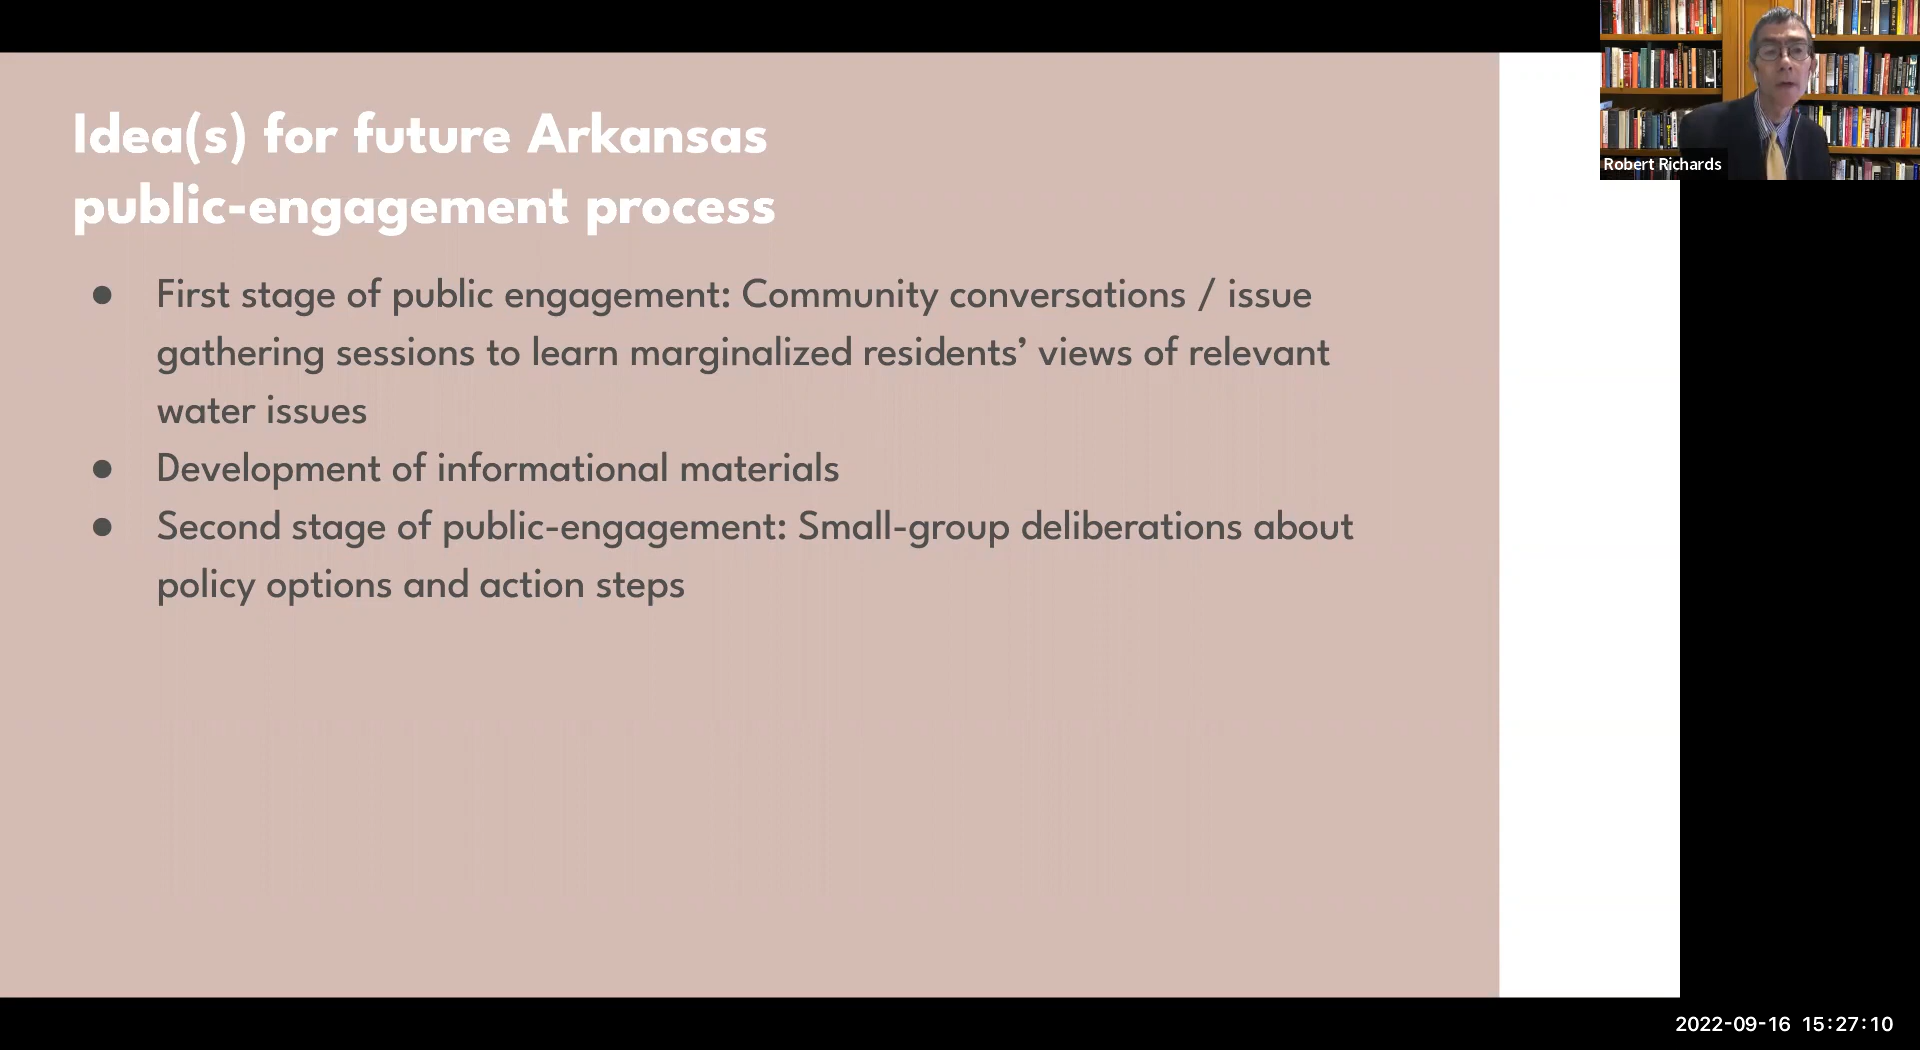 Idea(s) for future Arkansas
public-engagement process
● First stage of public engagement: Community conversations / issue
gathering sessions to learn marginalized residents’ views of relevant
water issues
● Development of informational materials
● Second stage of public-engagement: Small-group deliberations about
policy options and action steps
Robert Richards
2022-09-16 15:27:10